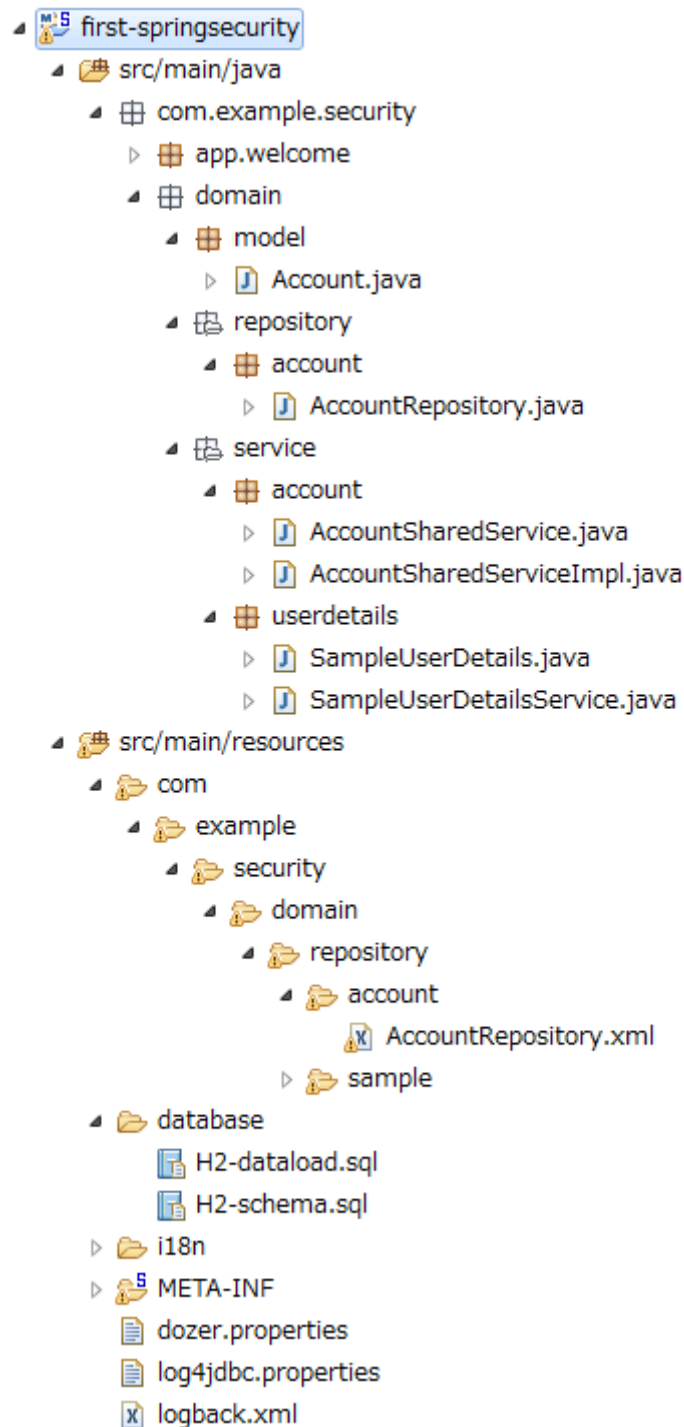 first-springsecurity
src/main/java
com.example.security
app.welcome
domain
model
Account.java
repository
account
AccountRepository.java
service
account
AccountSharedService.java
AccountSharedServiceImpl.java
userdetails
SampleUserDetails.java
SampleUserDetailsService.java
src/main/resources
com
example
security
domain
repository
account
AccountRepository.xml
sample
database
H2-dataload.sql
H2-schema.sql
i18n
META-INF
dozer.properties
log4jdbc.properties
logback.xml